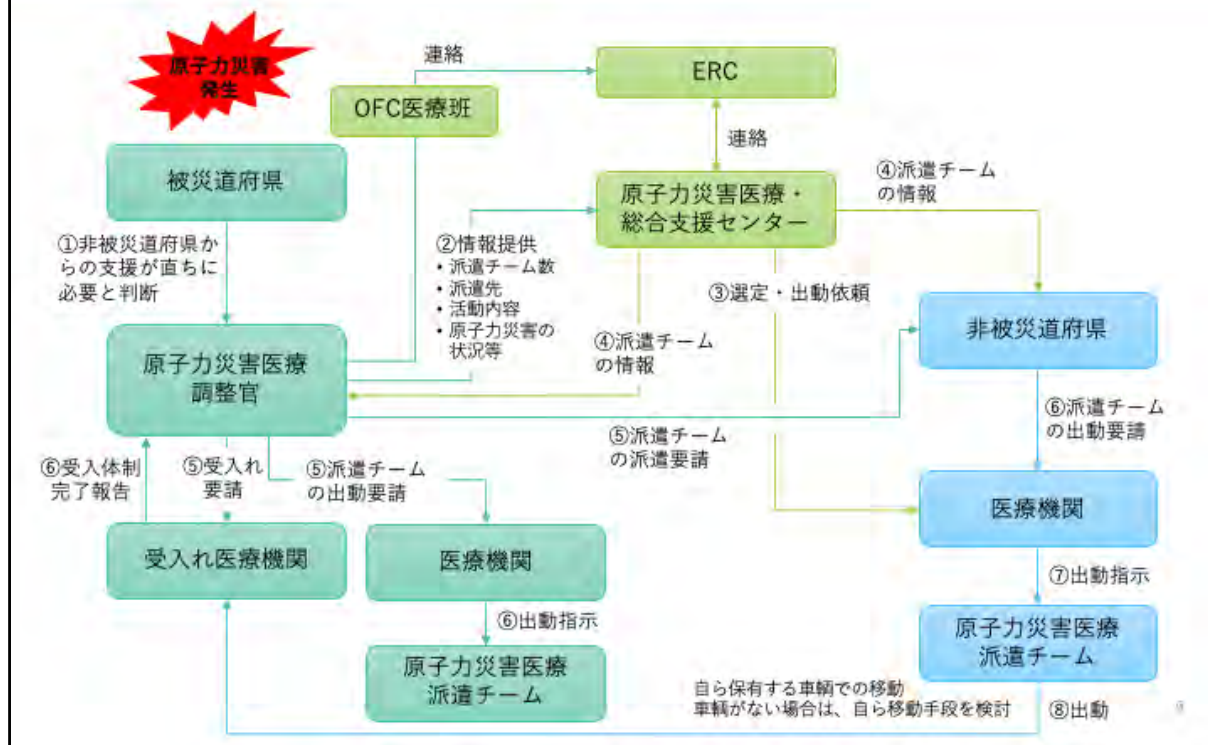 原子力災害
発生
連絡
ERC
OFC医療班
連絡
被災道府県
原子力災害医療・
総合支援センター
④派遣チーム
の情報
①非被災道府県か
らの支援が直ちに
必要と判断
②情報提供
・派遣チーム数
・派遣先
・活動内容
・原子力災害の
状況等
③選定・出動依頼
非被災道府県
原子力災害医療
調整官
④派遣チーム
の情報
⑥派遣チーム
の出動要請
⑤派遣チーム
の派遣要請
⑥受入体制
完了報告
⑤受入れ
要請
⑤派遣チーム
の出動要請
医療機関
受入れ医療機関
医療機関
⑦出動指示
⑥出動指示
原子力災害医療
派遣チーム
原子力災害医療
派遣チーム
自ら保有する車輌での移動
車輌がない場合は、自ら移動手段を検討
⑧出動